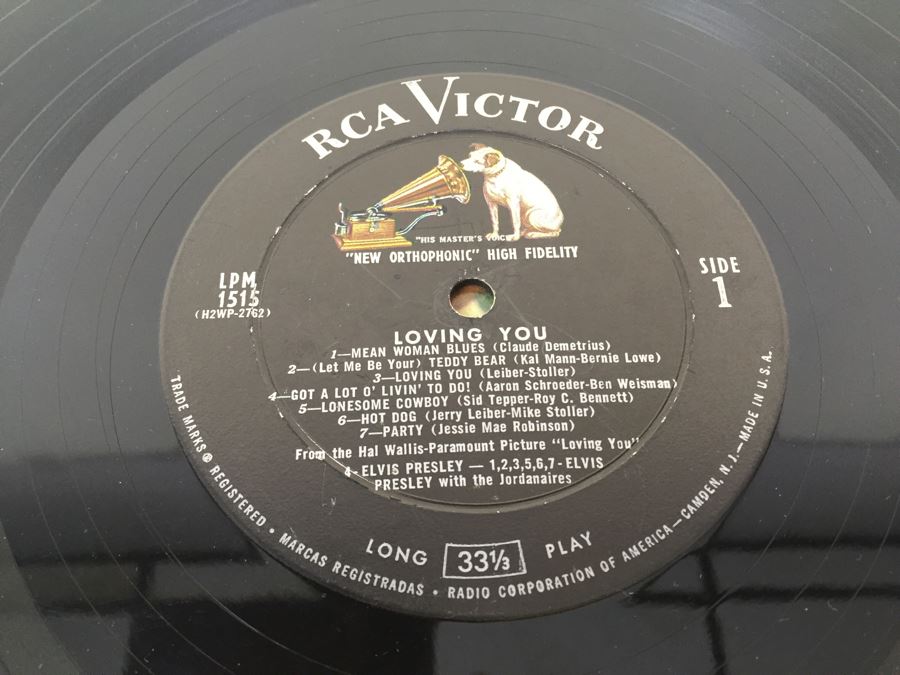 RCA VICTOR
"HIS MASTER'S VOICE"
"NEW ORTHOPHONIC" HIGH FIDELITY
LPM
1515
(H2WP-2762)
SIDE
1
LOVING YOU
1—MEAN WOMAN BLUES (Claude Demetrius)
2—(Let Me Be Your) TEDDY BEAR (Kal Mann-Bernie Lowe)
3—LOVING YOU (Leiber-Stoller)
4—GOT A LOT O' LIVIN' TO DO! (Aaron Schroeder-Ben Weisman)
5—LONESOME COWBOY (Sid Tepper-Roy C. Bennett)
6—HOT DOG (Jerry Leiber-Mike Stoller)
7—PARTY (Jessie Mae Robinson)
From the Hal Wallis-Paramount Picture "Loving You"
4- ELVIS PRESLEY — 1,2,3,5,6,7- ELVIS
PRESLEY with the Jordanaires
LONG 33⅓ PLAY
TRADE MARKS ® REGISTERED • MARCAS REGISTRADAS • RADIO CORPORATION OF AMERICA—CAMDEN, N. J.—MADE IN U. S. A.